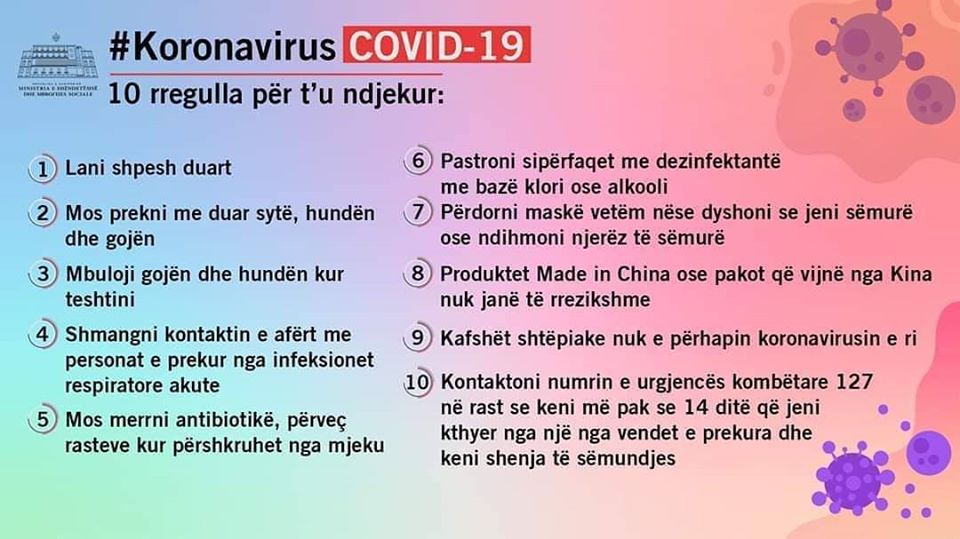 #Koronavirus COVID-19
10 rregulla për t'u ndjekur:
MINISTRIA E SHËNDETËSISË
DHE MBROJTJES SOCIALE
1 Lani shpesh duart
2 Mos prekni me duar sytë, hundën
dhe gojën
3 Mbuloji gojën dhe hundën kur
teshtini
4 Shmangni kontaktin e afërt me
personat e prekur nga infeksionet
respiratore akute
5 Mos merrni antibiotikë, përveç
rasteve kur përshkruhet nga mjeku
6 Pastroni sipërfaqet me dezinfektantë
me bazë klori ose alkooli
7 Përdorni maskë vetëm nëse dyshoni se jeni sëmurë
ose ndihmoni njerëz të sëmurë
8 Produktet Made in China ose pakot që vijnë nga Kina
nuk janë të rrezikshme
9 Kafshët shtëpiake nuk e përhapin koronavirusin e ri
10 Kontaktoni numrin e urgjencës kombëtare 127
në rast se keni më pak se 14 ditë që jeni
kthyer nga një nga vendet e prekura dhe
keni shenja të sëmundjes